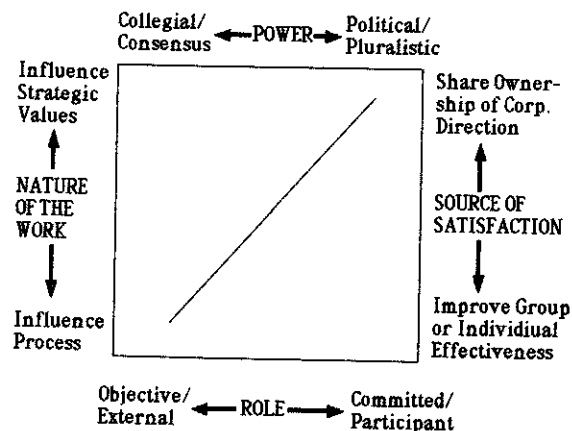 Collegial/
Consensus
POWER
Political/
Pluralistic
Influence
Strategic
Values
NATURE
OF THE
WORK
Influence
Process
Share Owner-
ship of Corp.
Direction
SOURCE OF
SATISFACTION
Improve Group
or Individiual
Effectiveness
Objective/
External
ROLE
Committed/
Participant